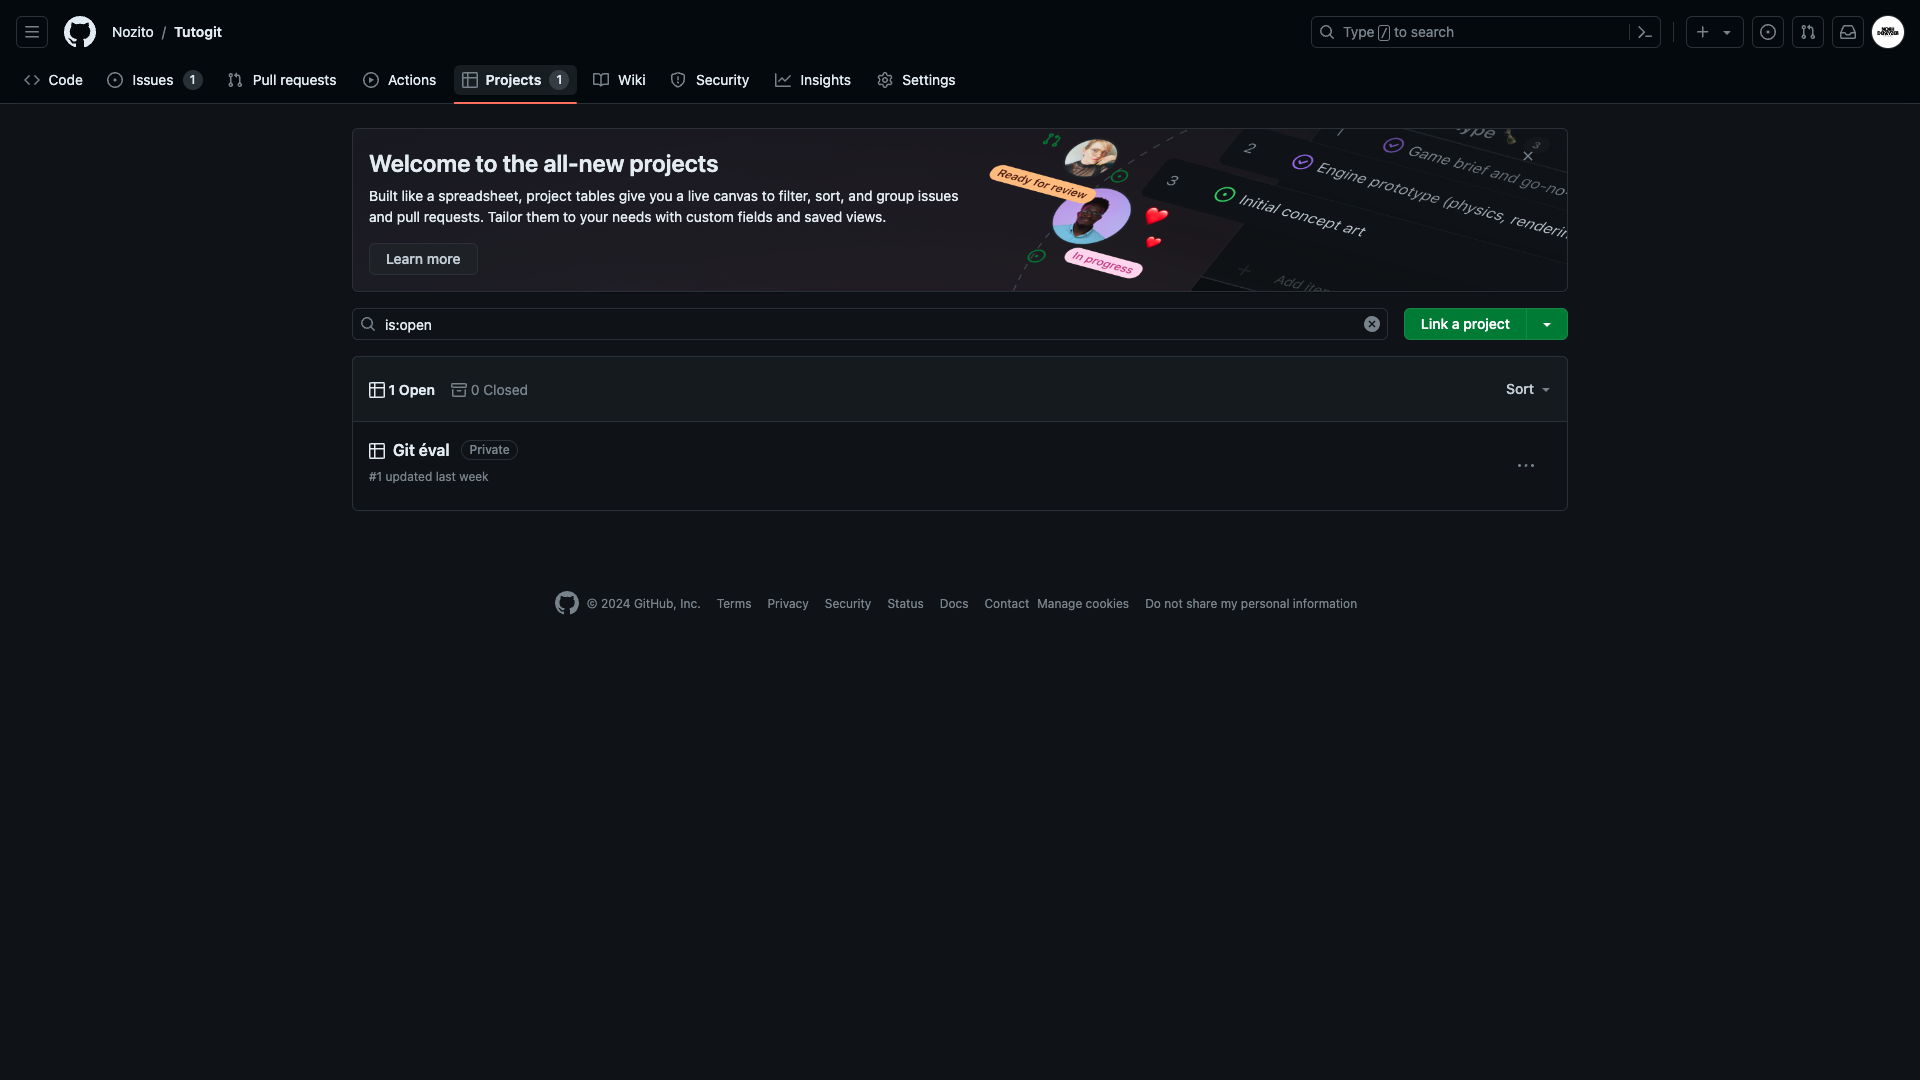 Nozito / Tutogit
Type / to search
Code
Issues 1
Pull requests
Actions
Projects 1
Wiki
Security
Insights
Settings
Welcome to the all-new projects
Built like a spreadsheet, project tables give you a live canvas to filter, sort, and group issues
and pull requests. Tailor them to your needs with custom fields and saved views.
Learn more
Ready for review
In progress
1
3
2
Game brief and go-no-
Engine prototype (physics, renderin
3
Initial concept art
is:open
Link a project
1 Open
0 Closed
Sort
Git éval
Private
#1 updated last week
© 2024 GitHub, Inc.
Terms
Privacy
Security
Status
Docs
Contact
Manage cookies
Do not share my personal information